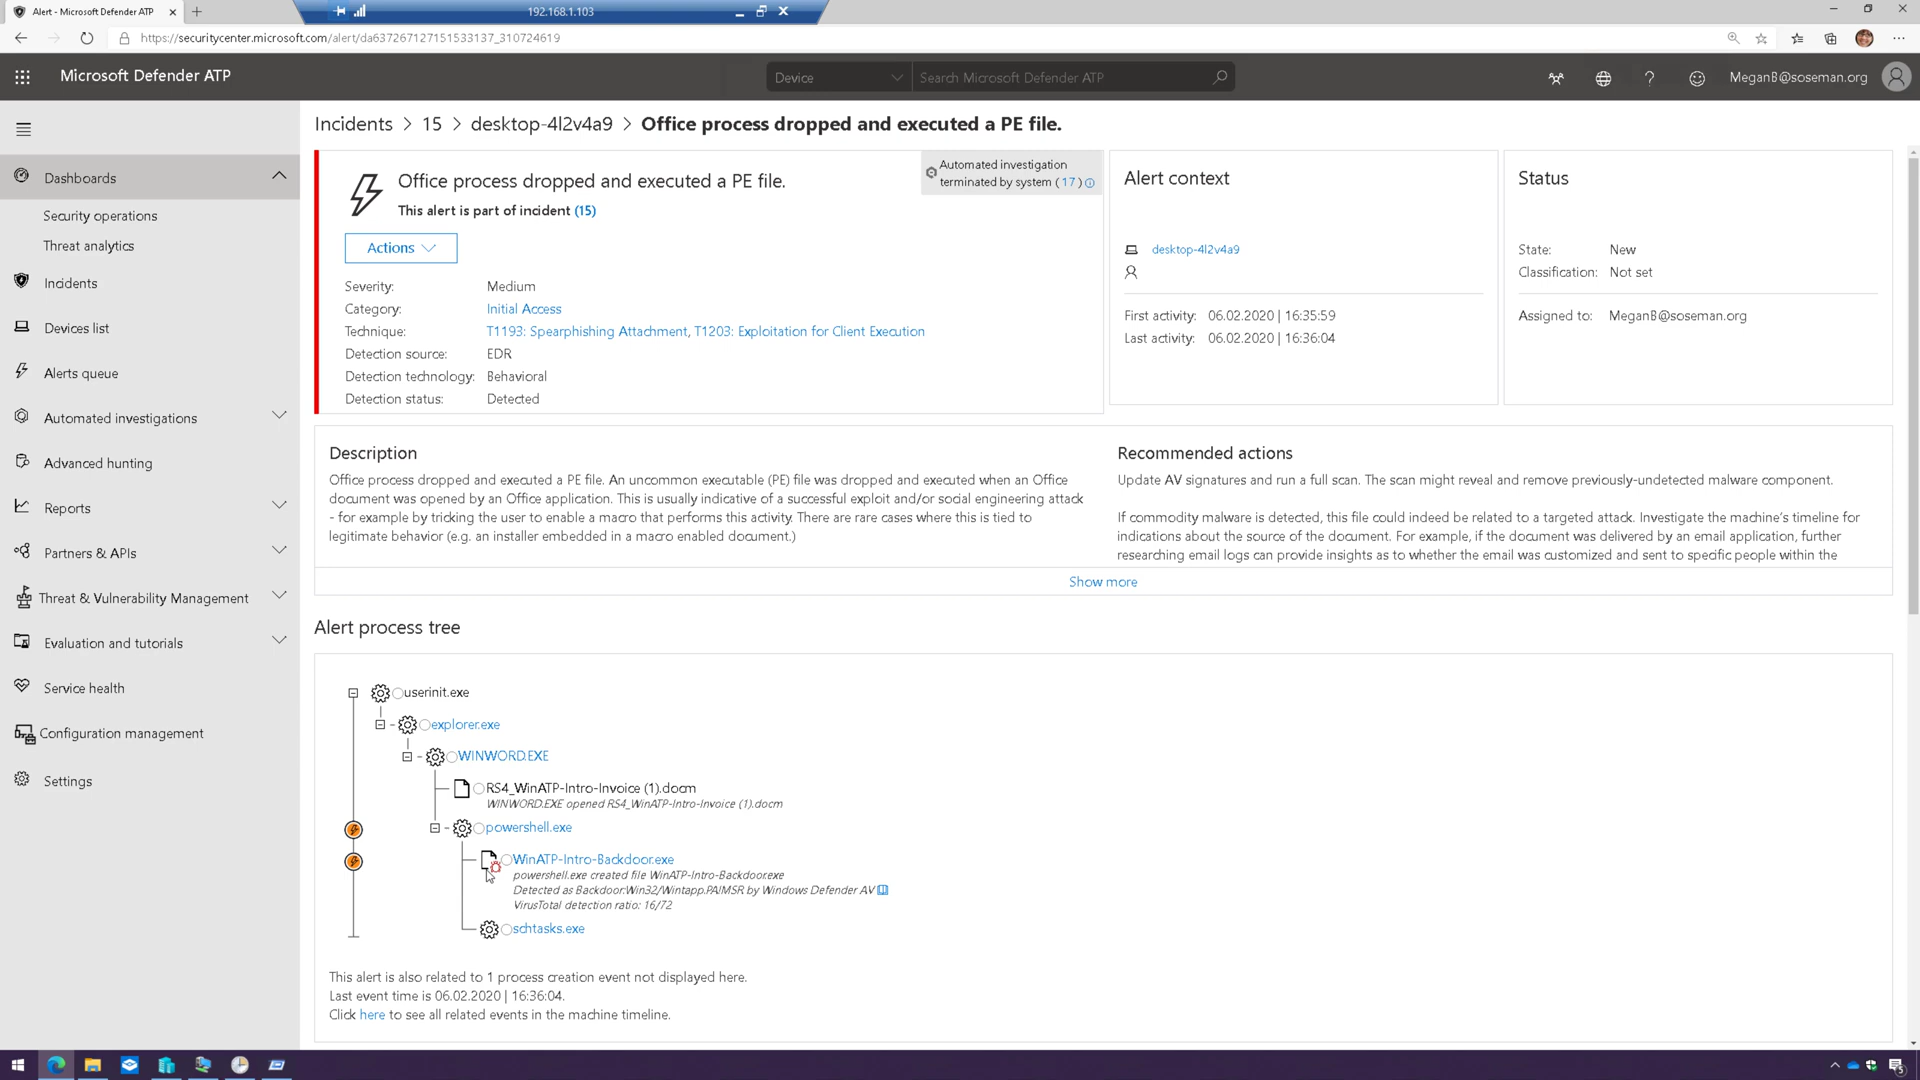 Alert - Microsoft Defender ATP
192.168.1.103
https://securitycenter.microsoft.com/alert/da637267127151533137_310724619
Microsoft Defender ATP
Device
Search Microsoft Defender ATP
MeganB@soseman.org
Dashboards
Security operations
Threat analytics
Incidents
Devices list
Alerts queue
Automated investigations
Advanced hunting
Reports
Partners & APIs
Threat & Vulnerability Management
Evaluation and tutorials
Service health
Configuration management
Settings
Incidents > 15 > desktop-4l2v4a9 > Office process dropped and executed a PE file.
Office process dropped and executed a PE file.
This alert is part of incident (15)
Automated investigation
terminated by system ( 17 )
Actions
Severity: Medium
Category: Initial Access
Technique: T1193: Spearphishing Attachment, T1203: Exploitation for Client Execution
Detection source: EDR
Detection technology: Behavioral
Detection status: Detected
Alert context
desktop-4l2v4a9
First activity: 06.02.2020 | 16:35:59
Last activity: 06.02.2020 | 16:36:04
Status
State: New
Classification: Not set
Assigned to: MeganB@soseman.org
Description
Office process dropped and executed a PE file. An uncommon executable (PE) file was dropped and executed when an Office
document was opened by an Office application. This is usually indicative of a successful exploit and/or social engineering attack
- for example by tricking the user to enable a macro that performs this activity. There are rare cases where this is tied to
legitimate behavior (e.g. an installer embedded in a macro enabled document.)
Recommended actions
Update AV signatures and run a full scan. The scan might reveal and remove previously-undetected malware component.
If commodity malware is detected, this file could indeed be related to a targeted attack. Investigate the machine's timeline for
indications about the source of the document. For example, if the document was delivered by an email application, further
researching email logs can provide insights as to whether the email was customized and sent to specific people within the
Show more
Alert process tree
userinit.exe
explorer.exe
WINWORD.EXE
RS4_WinATP-Intro-Invoice (1).docm
WINWORD.EXE opened RS4_WinATP-Intro-Invoice (1).docm
powershell.exe
WinATP-Intro-Backdoor.exe
powershell.exe created file WinATP-Intro-Backdoor.exe
Detected as Backdoor:Win32/Wintapp.PA!MSR by Windows Defender AV
VirusTotal detection ratio: 16/72
schtasks.exe
This alert is also related to 1 process creation event not displayed here.
Last event time is 06.02.2020 | 16:36:04.
Click here to see all related events in the machine timeline.